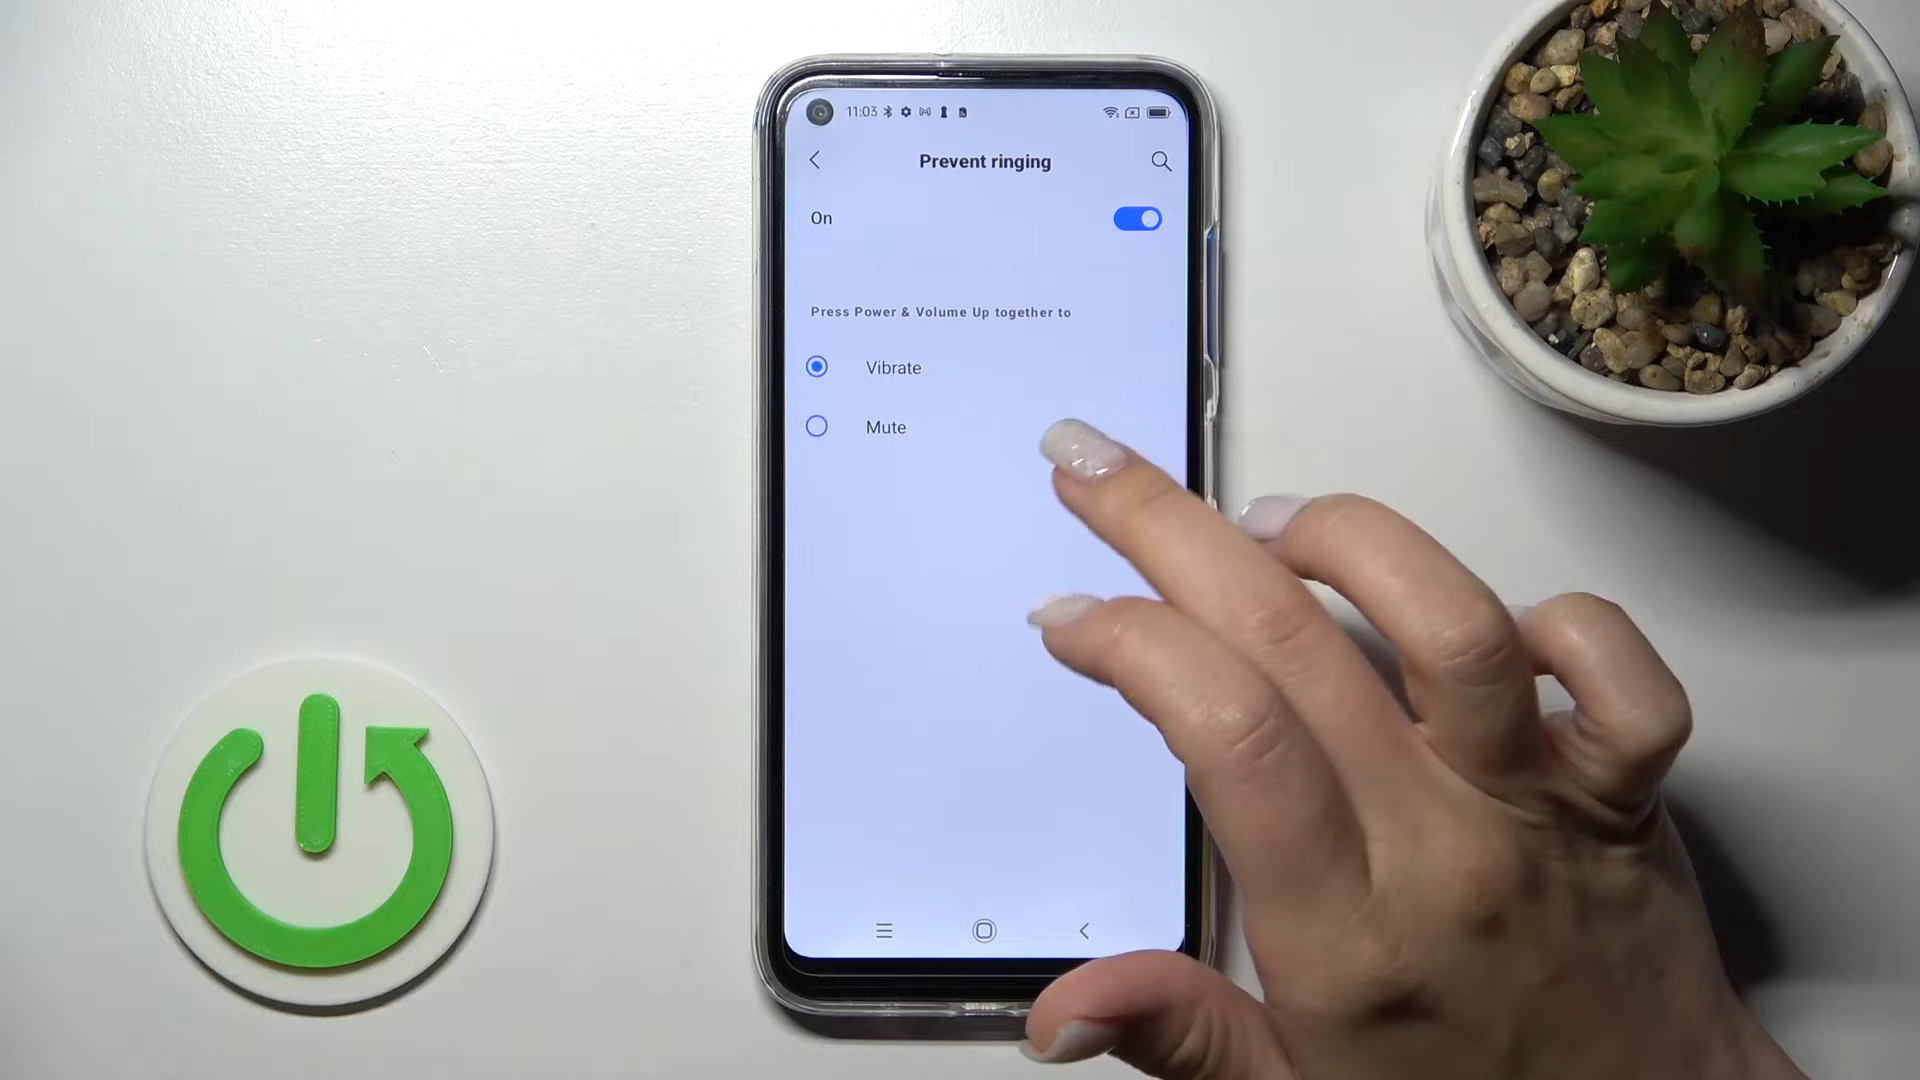 11:03
Prevent ringing
On
Press Power & Volume Up together to
Vibrate
Mute